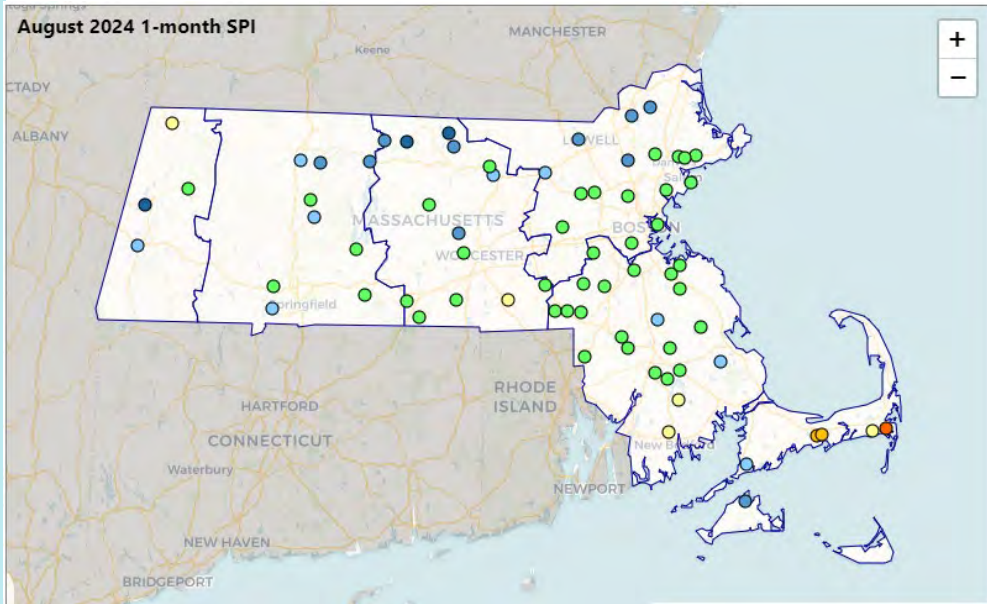 August 2024 1-month SPI
MANCHESTER
Keene
CTADY
ALBANY
LOWELL
Salem
MASSACHUSETTS
BOSTON
WORCESTER
Springfield
RHODE
ISLAND
HARTFORD
CONNECTICUT
New Bedford
Waterbury
NEWPORT
NEW HAVEN
BRIDGEPORT
+
−